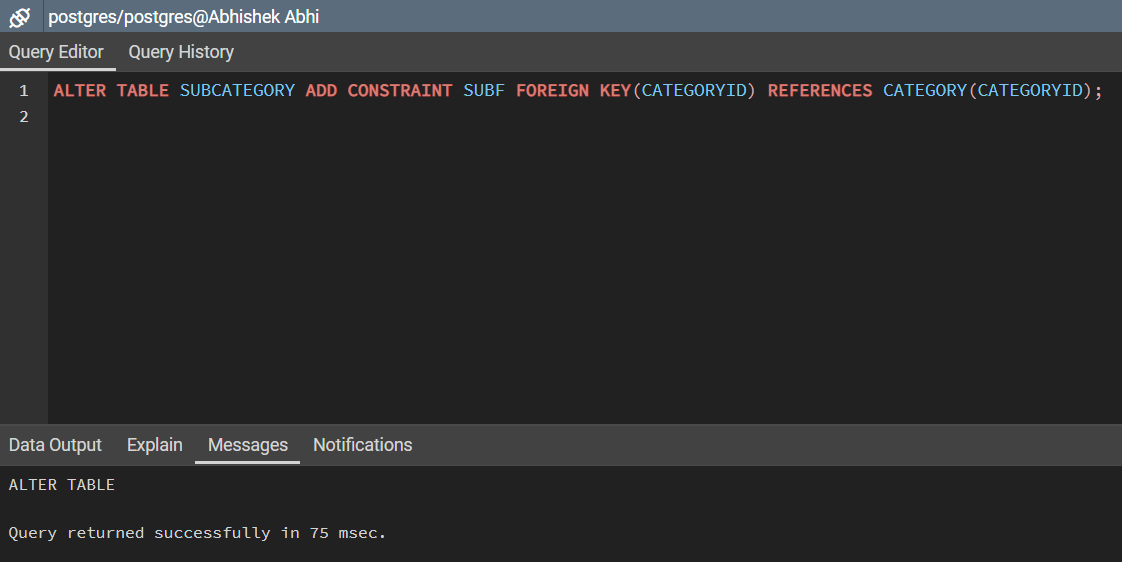 postgres/postgres@Abhishek Abhi
Query Editor Query History
1 ALTER TABLE SUBCATEGORY ADD CONSTRAINT SUBF FOREIGN KEY(CATEGORYID) REFERENCES CATEGORY(CATEGORYID);
2
Data Output Explain Messages Notifications
ALTER TABLE
Query returned successfully in 75 msec.